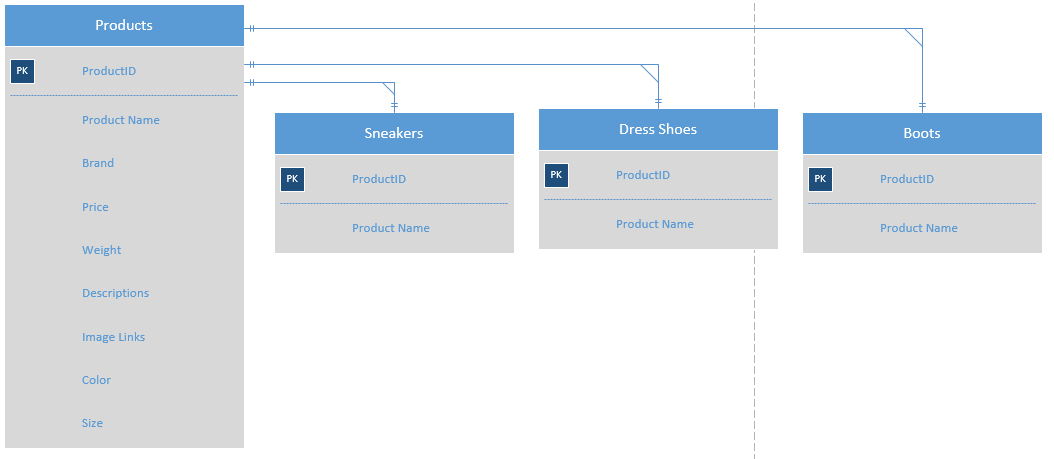 Products
PK ProductID
Product Name
Brand
Price
Weight
Descriptions
Image Links
Color
Size
Sneakers
PK ProductID
Product Name
Dress Shoes
PK ProductID
Product Name
Boots
PK ProductID
Product Name